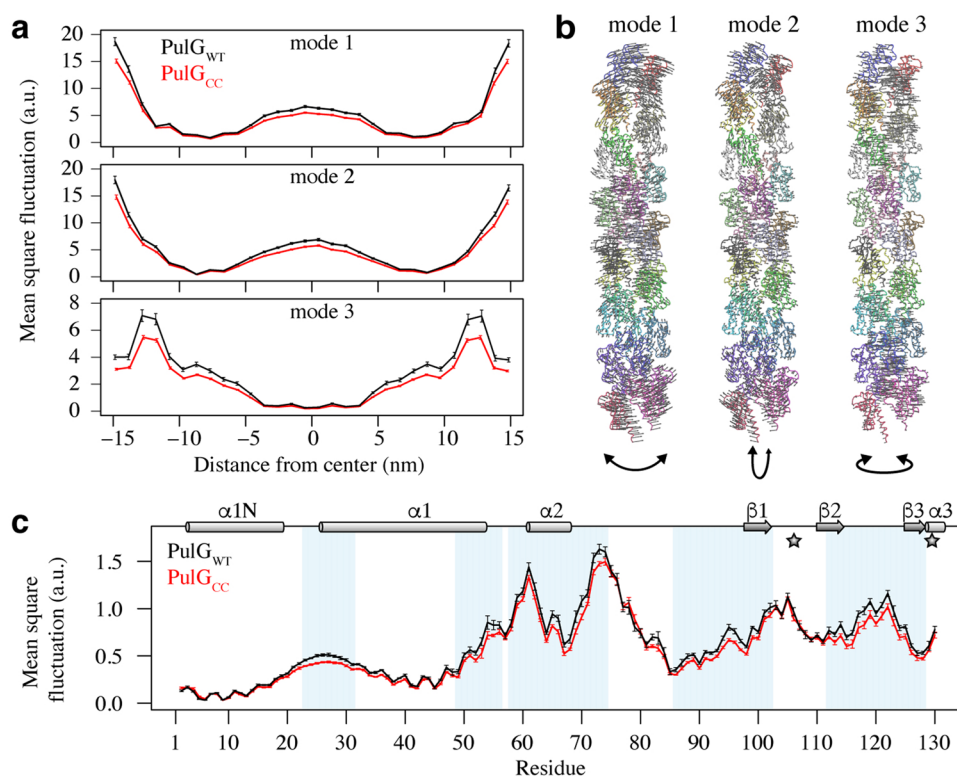 a
mode 1
PulG_WT
PulG_CC
20
15
10
5
0
mode 2
20
15
10
5
0
mode 3
8
6
4
2
0
Mean square fluctuation (a.u.)
−15 −10 −5 0 5 10 15
Distance from center (nm)
b
mode 1 mode 2 mode 3
c
α1N α1 α2 β1 β2 β3 α3
PulG_WT
PulG_CC
1.5
1.0
0.5
0.0
Mean square
fluctuation (a.u.)
1 10 20 30 40 50 60 70 80 90 100 110 120 130
Residue